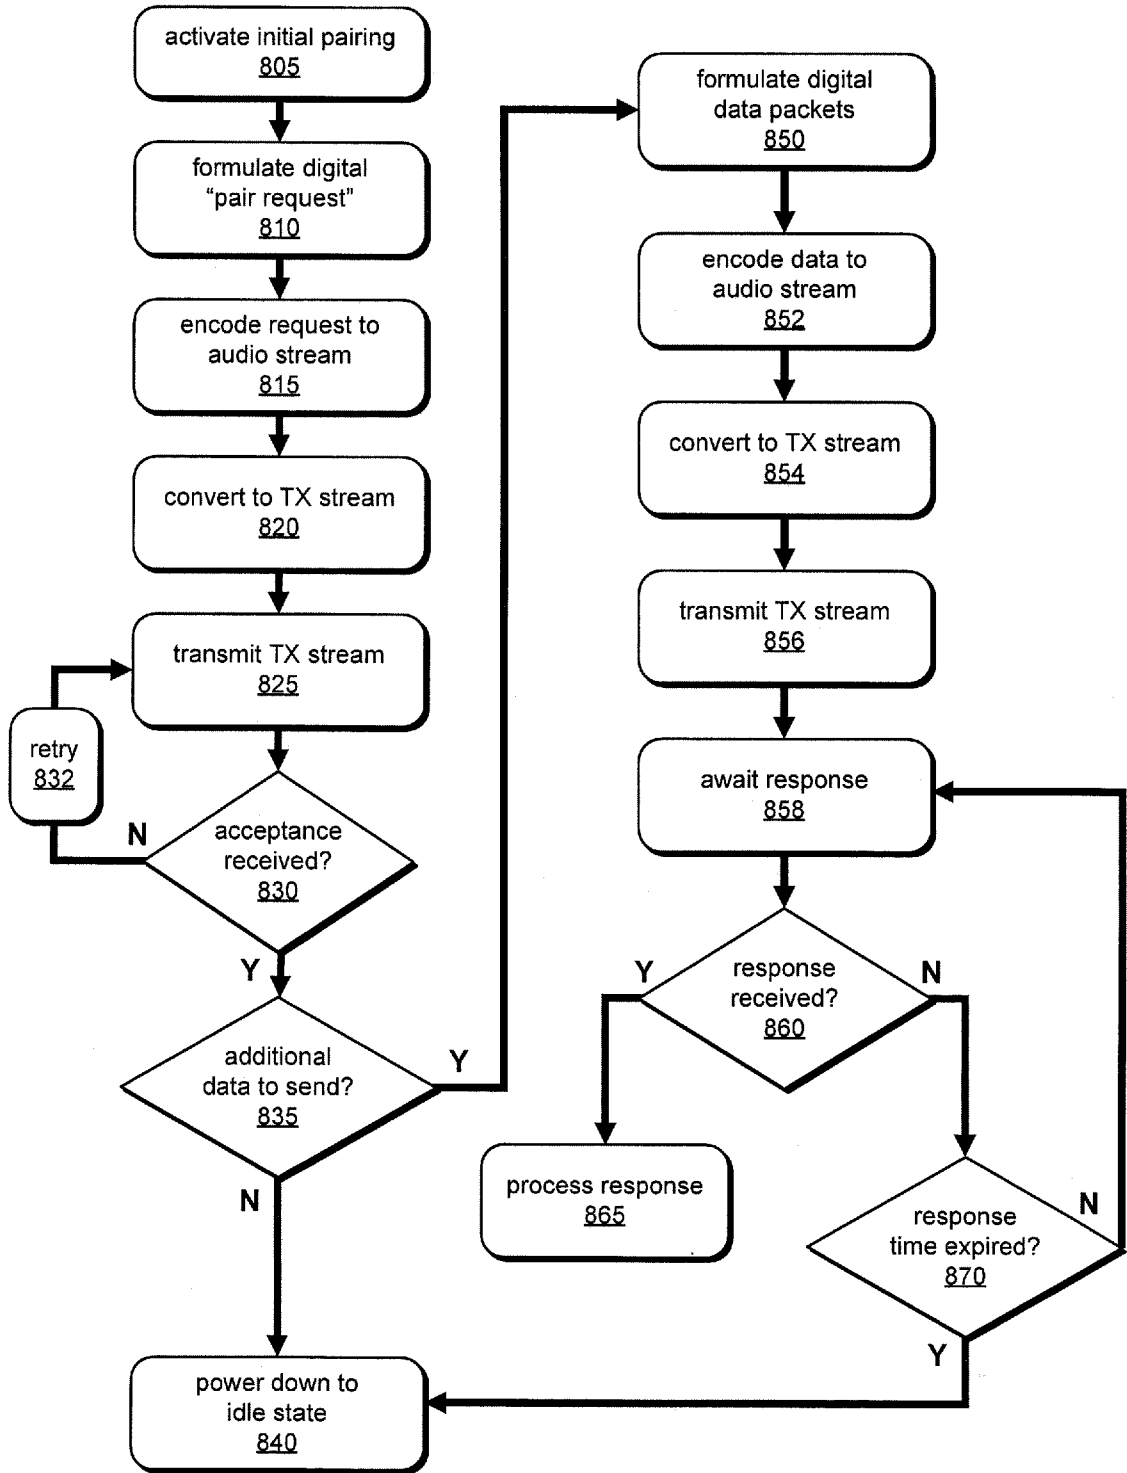 activate initial pairing
805
formulate digital
“pair request”
810
encode request to
audio stream
815
convert to TX stream
820
transmit TX stream
825
retry
832
N
acceptance
received?
830
Y
additional
data to send?
835
Y
N
power down to
idle state
840
formulate digital
data packets
850
encode data to
audio stream
852
convert to TX stream
854
transmit TX stream
856
await response
858
response
received?
860
Y
N
process response
865
response
time expired?
870
N
Y